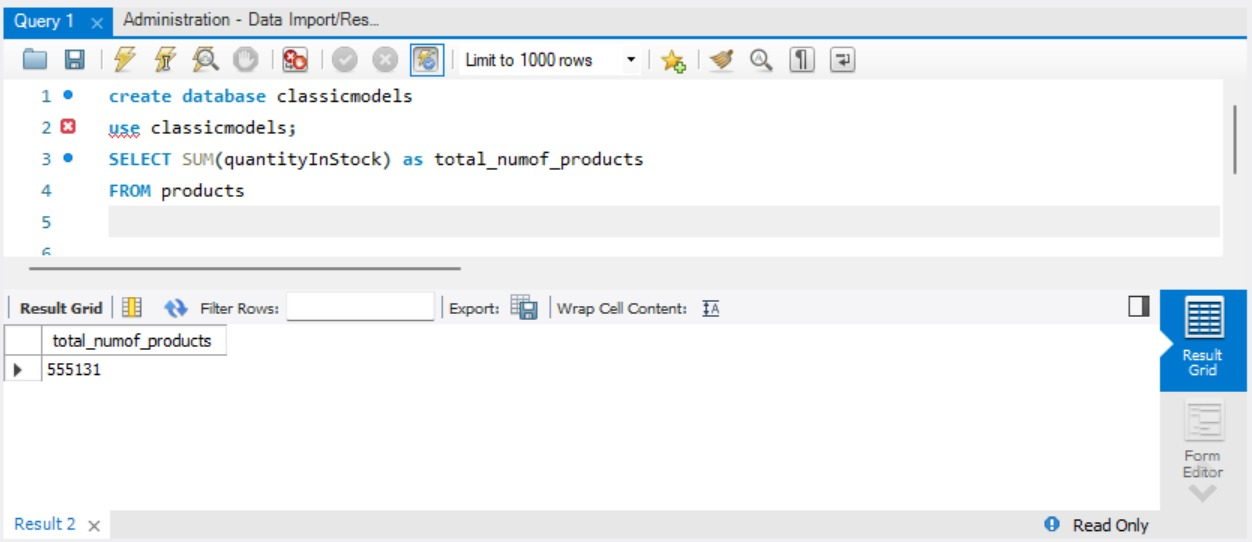 Query 1
Administration - Data Import/Res...
Limit to 1000 rows
1 create database classicmodels
2 use classicmodels;
3 SELECT SUM(quantityInStock) as total_numof_products
4 FROM products
5
6
Result Grid Filter Rows: Export: Wrap Cell Content: IA
total_numof_products
555131
Result
Grid
Form
Editor
Result 2
Read Only